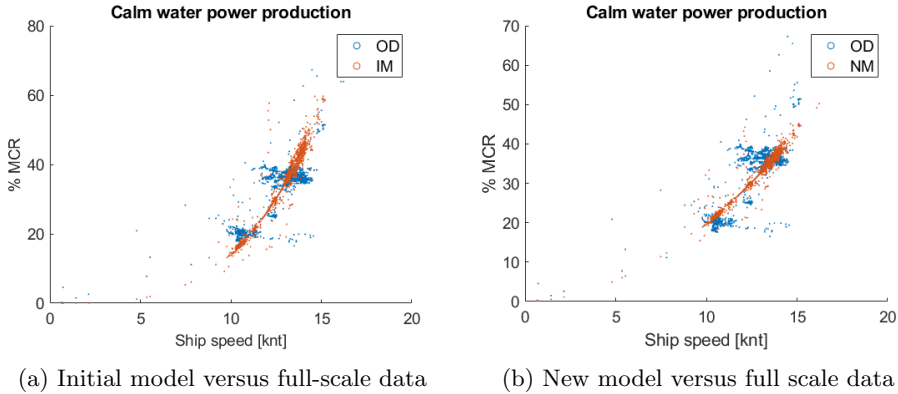 Calm water power production
80
60
40
20
0
% MCR
OD
IM
0 5 10 15 20
Ship speed [knt]
(a) Initial model versus full-scale data
Calm water power production
70
60
50
40
30
20
10
0
% MCR
OD
NM
0 5 10 15 20
Ship speed [knt]
(b) New model versus full scale data